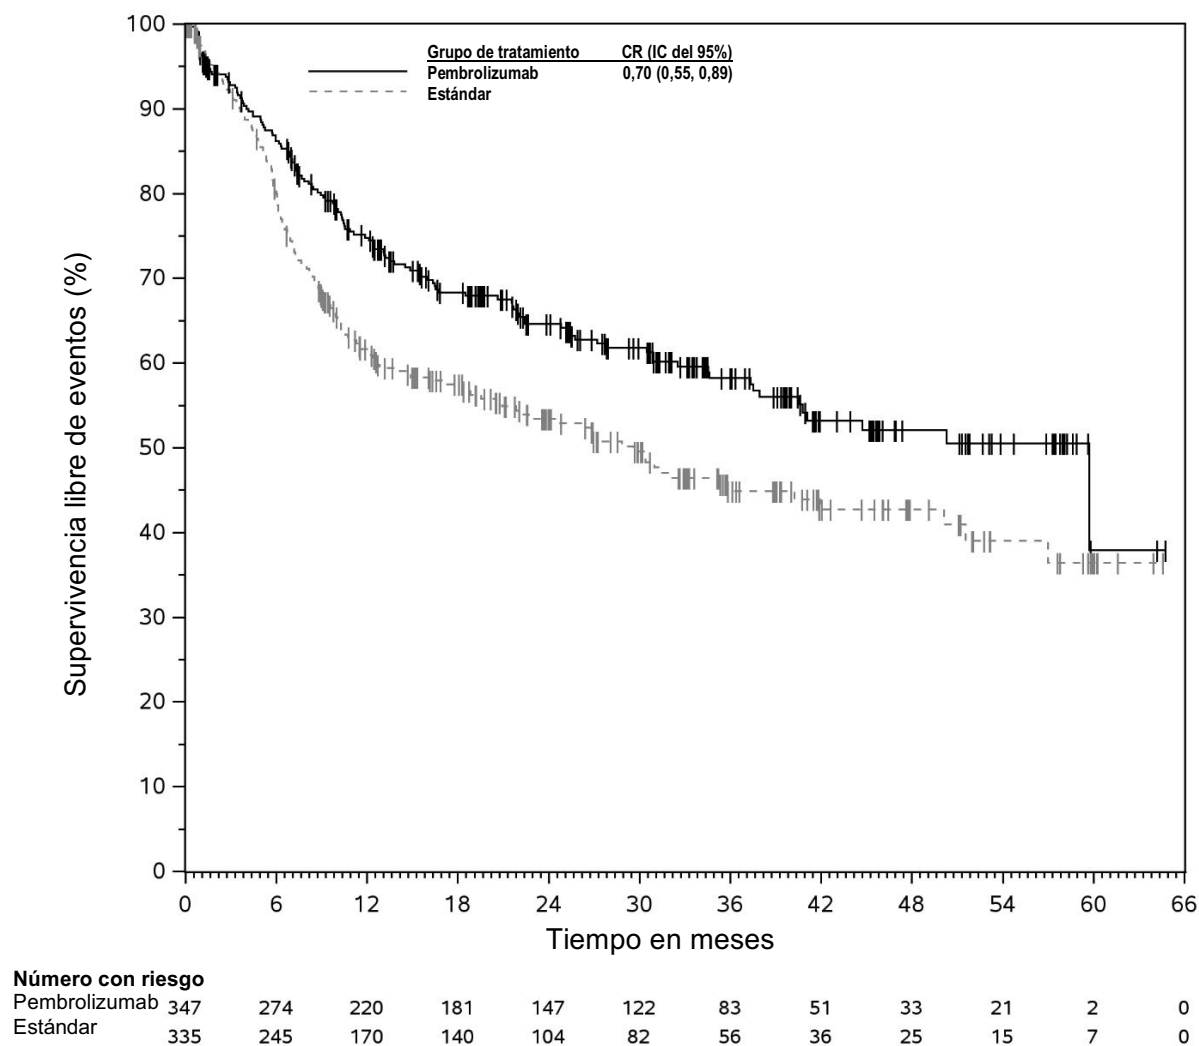 Grupo de tratamiento CR (IC del 95%)
Pembrolizumab 0,70 (0,55, 0,89)
Estándar
Supervivencia libre de eventos (%)
100
90
80
70
60
50
40
30
20
10
0
0 6 12 18 24 30 36 42 48 54 60 66
Tiempo en meses
Número con riesgo
Pembrolizumab 347 274 220 181 147 122 83 51 33 21 2 0
Estándar 335 245 170 140 104 82 56 36 25 15 7 0